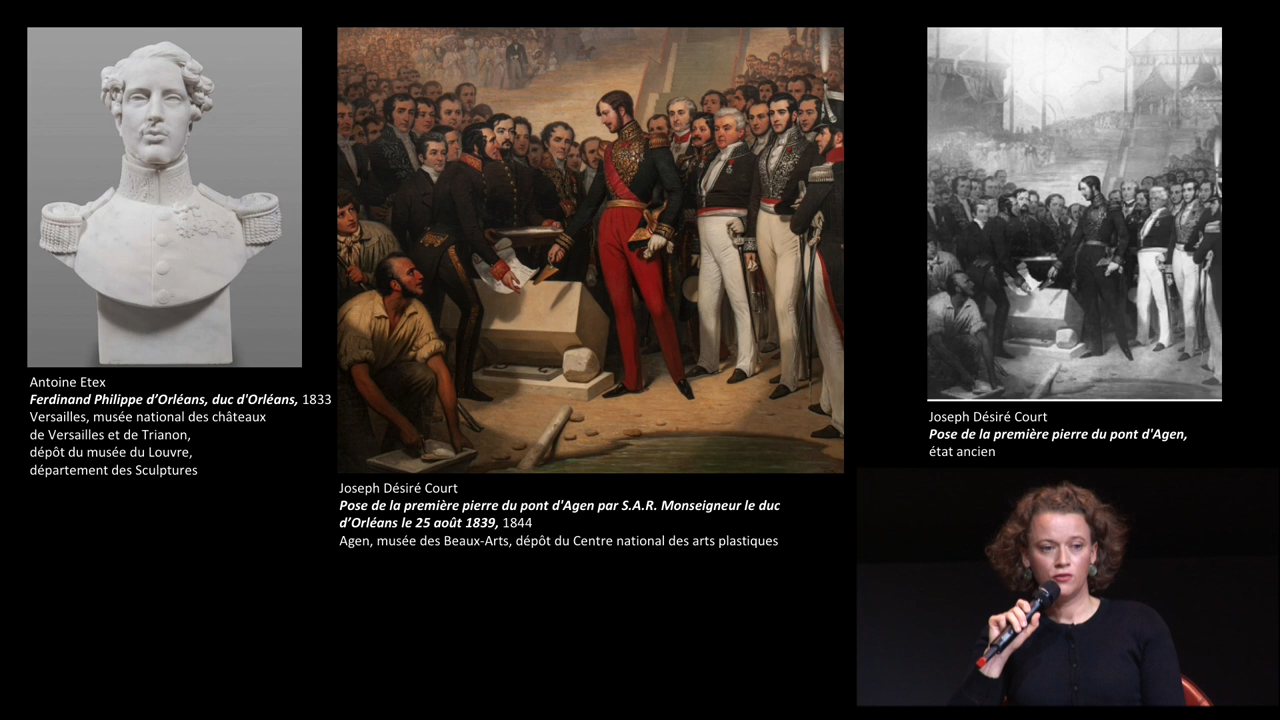 Antoine Etex
Ferdinand Philippe d’Orléans, duc d'Orléans, 1833
Versailles, musée national des châteaux
de Versailles et de Trianon,
dépôt du musée du Louvre,
département des Sculptures
Joseph Désiré Court
Pose de la première pierre du pont d'Agen par S.A.R. Monseigneur le duc
d’Orléans le 25 août 1839, 1844
Agen, musée des Beaux-Arts, dépôt du Centre national des arts plastiques
Joseph Désiré Court
Pose de la première pierre du pont d'Agen,
état ancien